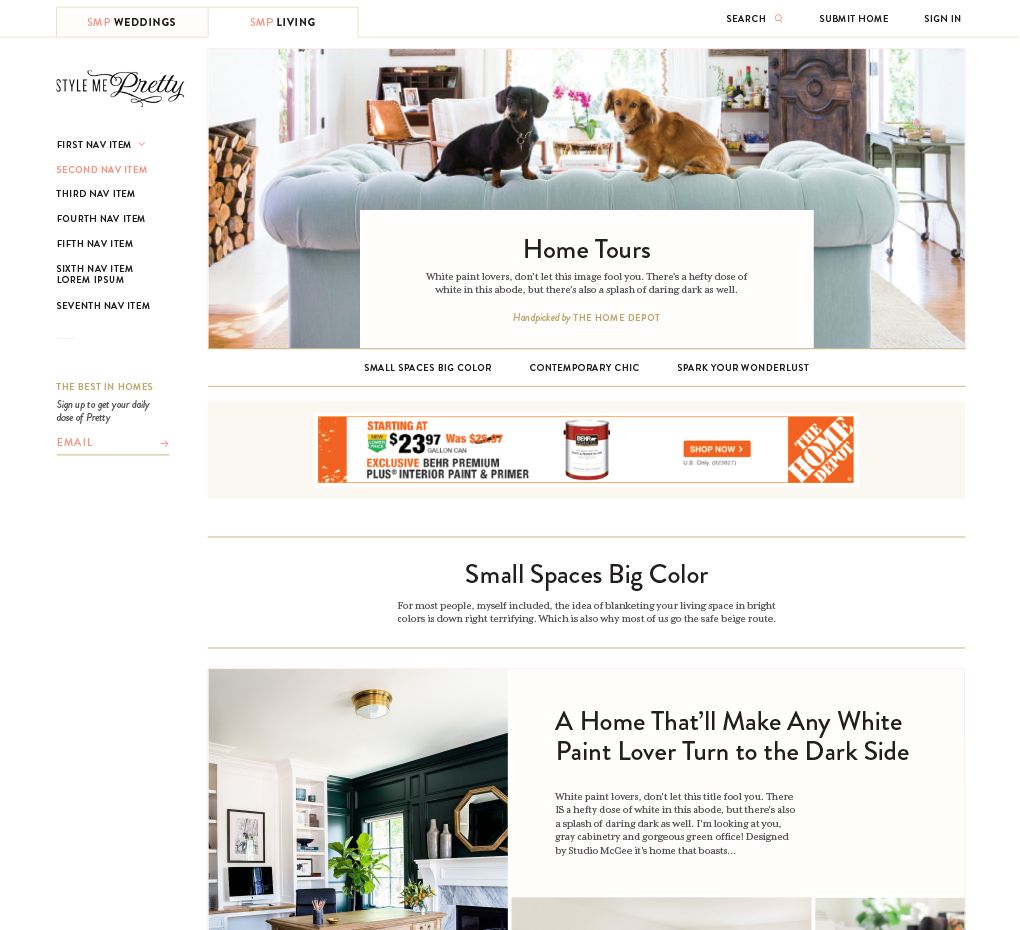 SMP WEDDINGS
SMP LIVING
SEARCH
SUBMIT HOME
SIGN IN
STYLE ME Pretty
FIRST NAV ITEM
SECOND NAV ITEM
THIRD NAV ITEM
FOURTH NAV ITEM
FIFTH NAV ITEM
SIXTH NAV ITEM
LOREM IPSUM
SEVENTH NAV ITEM
THE BEST IN HOMES
Sign up to get your daily
dose of Pretty
EMAIL
Home Tours
White paint lovers, don't let this image fool you. There's a hefty dose of
white in this abode, but there's also a splash of daring dark as well.
Handpicked by THE HOME DEPOT
SMALL SPACES BIG COLOR
CONTEMPORARY CHIC
SPARK YOUR WONDERLUST
STARTING AT
NEW LOWER PRICE
$2397 Was $25.97
GALLON CAN
EXCLUSIVE BEHR PREMIUM
PLUS® INTERIOR PAINT & PRIMER
BEHR
SHOP NOW >
U.S. Only. (923627)
THE HOME DEPOT
Small Spaces Big Color
For most people, myself included, the idea of blanketing your living space in bright
colors is down right terrifying. Which is also why most of us go the safe beige route.
A Home That'll Make Any White
Paint Lover Turn to the Dark Side
White paint lovers, don't let this title fool you. There
IS a hefty dose of white in this abode, but there's also
a splash of daring dark as well. I'm looking at you,
gray cabinetry and gorgeous green office! Designed
by Studio McGee it's home that boasts...